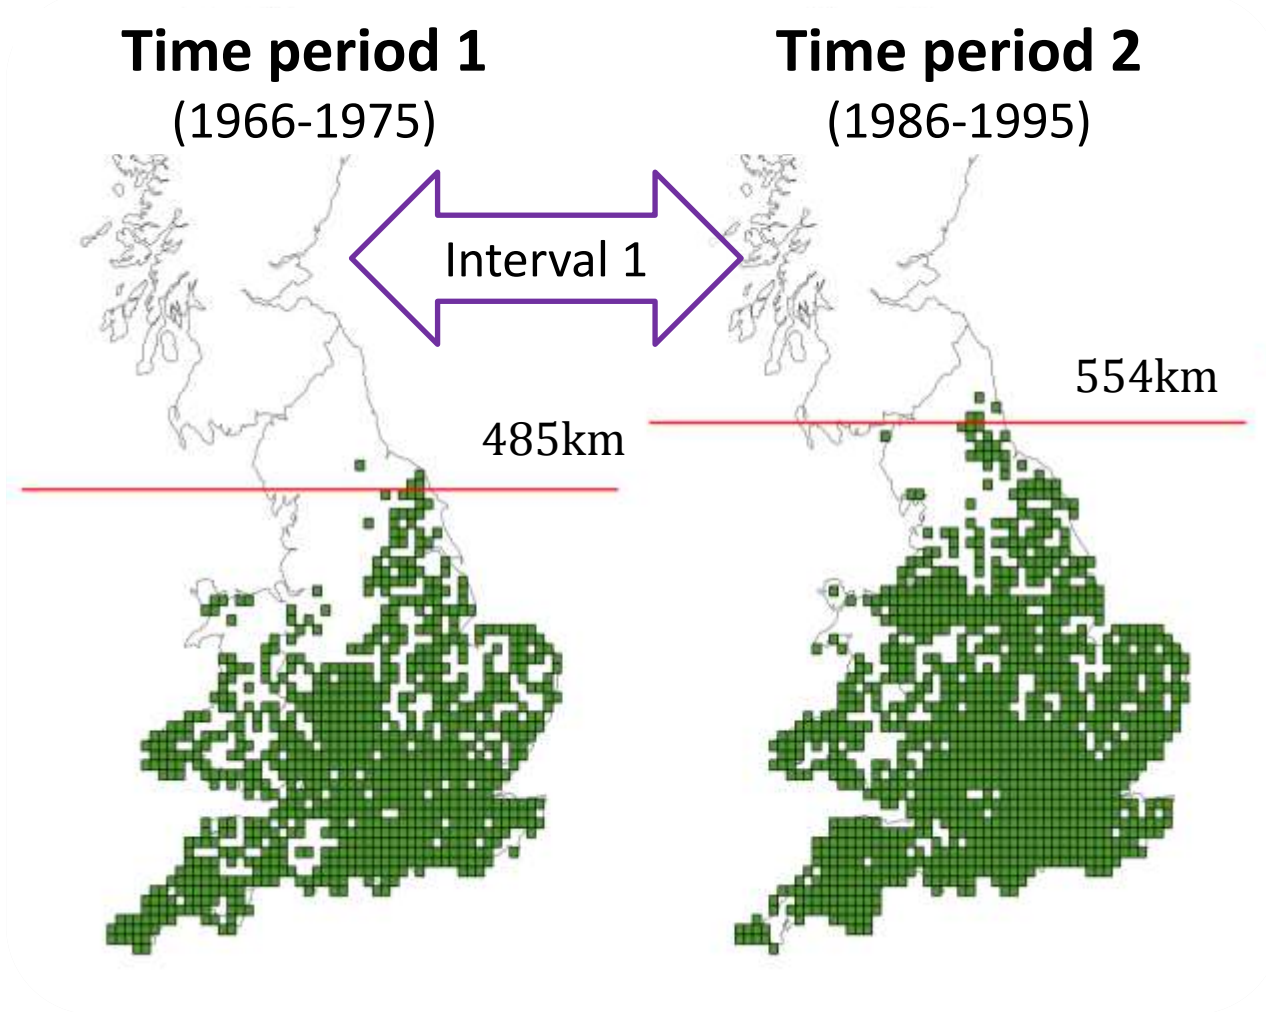 Time period 1
(1966-1975)
Time period 2
(1986-1995)
Interval 1
485km
554km